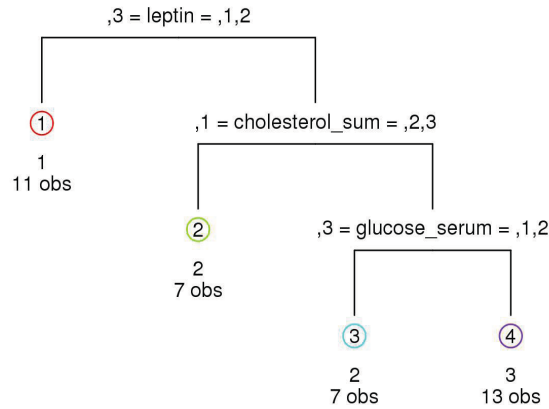 ,3 = leptin = ,1,2
1
1
11 obs
,1 = cholesterol_sum = ,2,3
2
2
7 obs
,3 = glucose_serum = ,1,2
3
2
7 obs
4
3
13 obs